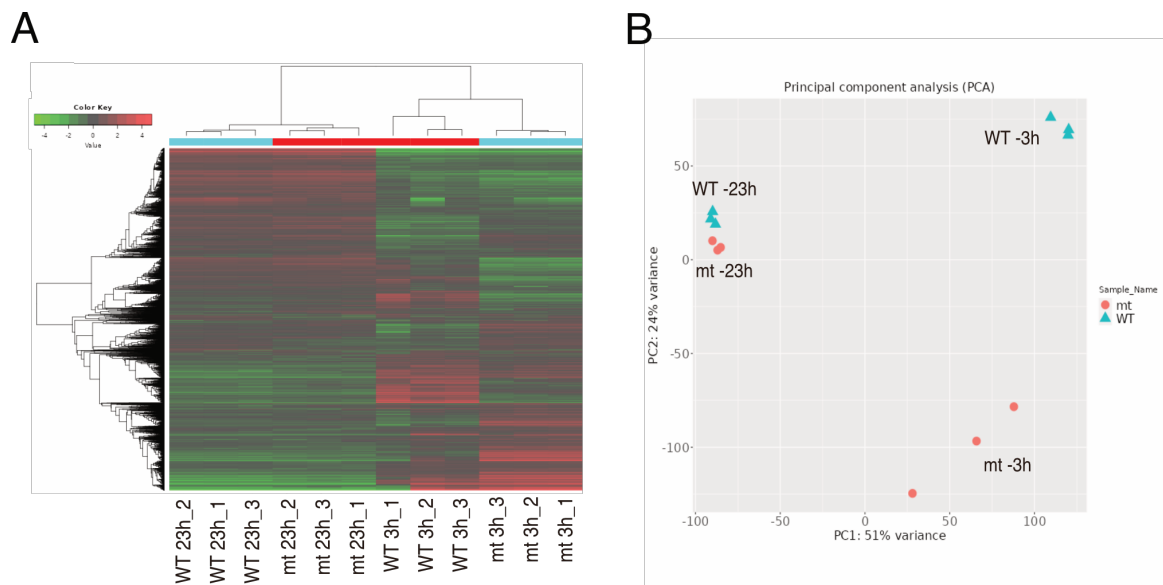 A
Color Key
-4 -2 0 2 4
Value
WT 23h_2
WT 23h_1
WT 23h_3
mt 23h_2
mt 23h_3
mt 23h_1
WT 3h_1
WT 3h_2
WT 3h_3
mt 3h_3
mt 3h_2
mt 3h_1
B
Principal component analysis (PCA)
WT -3h
WT -23h
mt -23h
mt -3h
50
0
-50
-100
PC2: 24% variance
-100 -50 0 50 100
PC1: 51% variance
Sample_Name
mt
WT